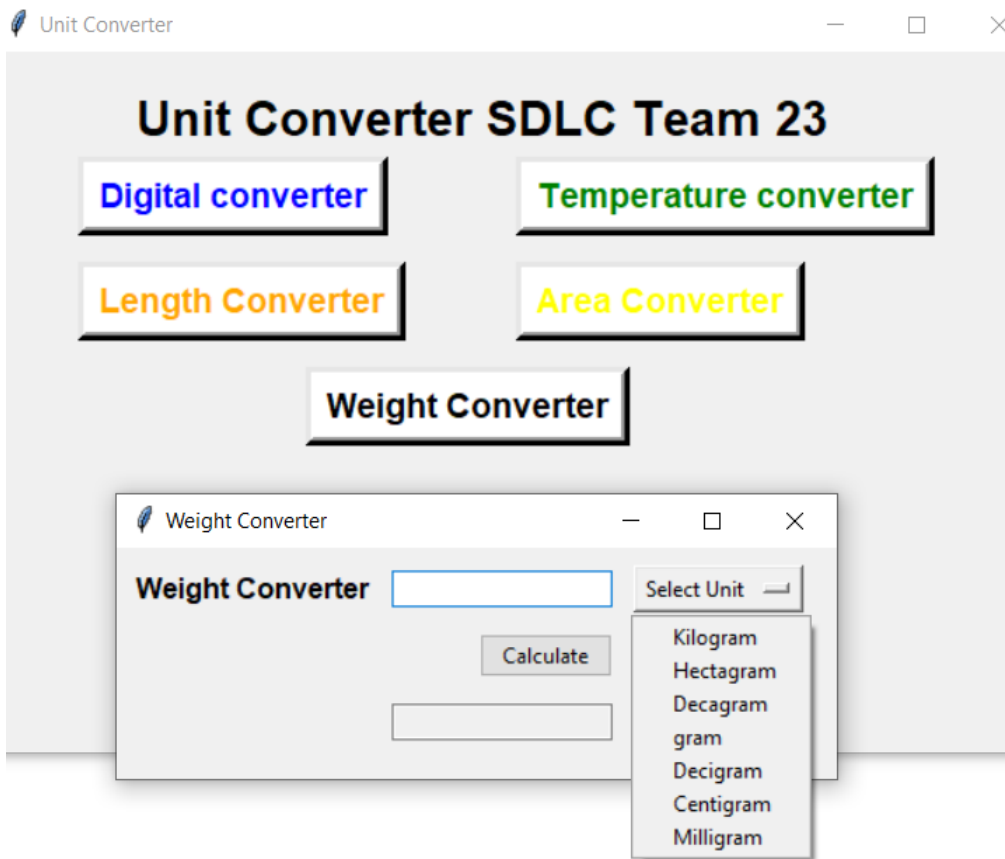 Unit Converter
Unit Converter SDLC Team 23
Digital converter
Temperature converter
Length Converter
Area Converter
Weight Converter
Weight Converter
Weight Converter
Select Unit
Calculate
Kilogram
Hectagram
Decagram
gram
Decigram
Centigram
Milligram